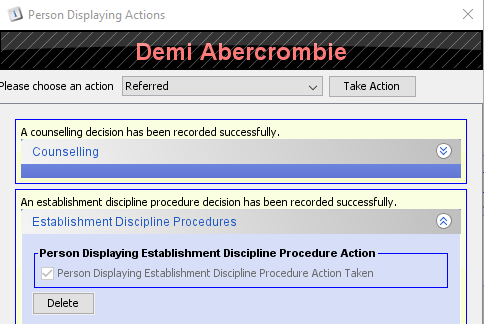 Person Displaying Actions
Demi Abercrombie
Please choose an action Referred Take Action
A counselling decision has been recorded successfully.
Counselling
An establishment discipline procedure decision has been recorded successfully.
Establishment Discipline Procedures
Person Displaying Establishment Discipline Procedure Action
Person Displaying Establishment Discipline Procedure Action Taken
Delete